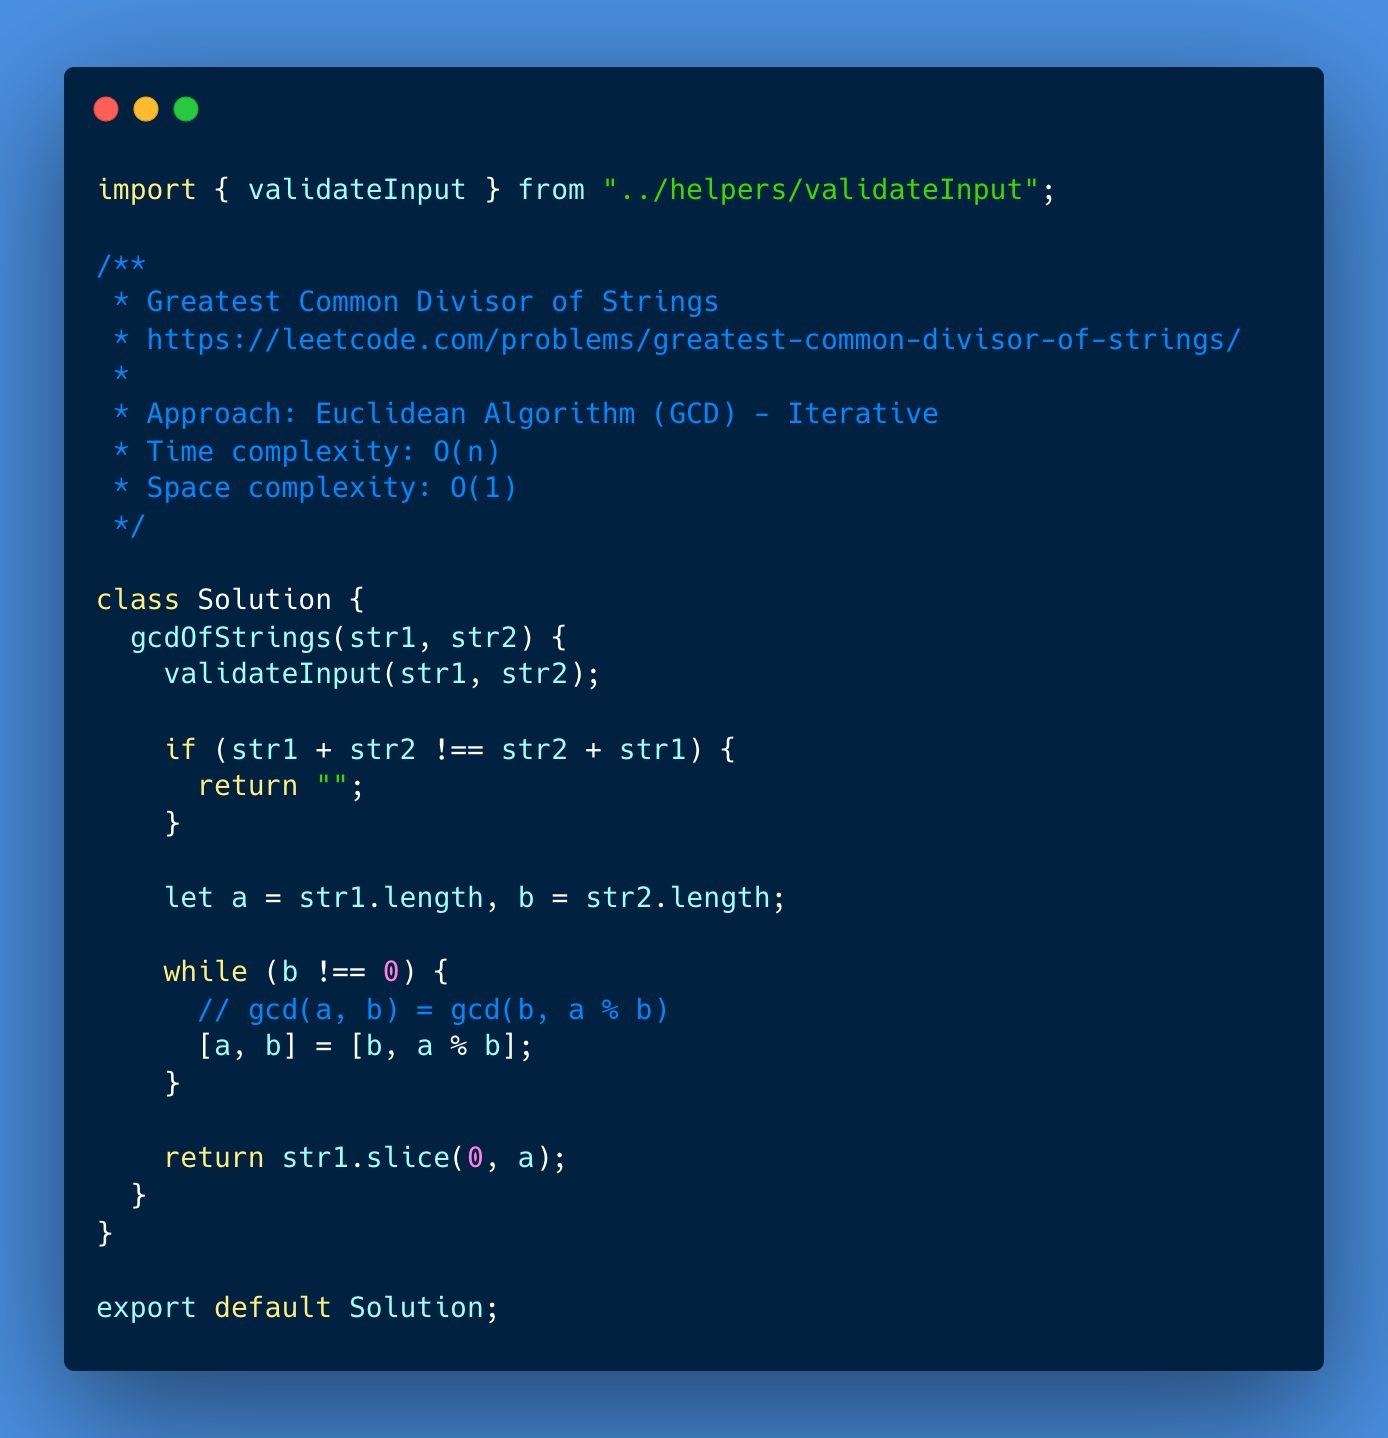 import { validateInput } from "../helpers/validateInput";

/**
 * Greatest Common Divisor of Strings
 * https://leetcode.com/problems/greatest-common-divisor-of-strings/
 *
 * Approach: Euclidean Algorithm (GCD) - Iterative
 * Time complexity: O(n)
 * Space complexity: O(1)
 */

class Solution {
  gcdOfStrings(str1, str2) {
    validateInput(str1, str2);

    if (str1 + str2 !== str2 + str1) {
      return "";
    }

    let a = str1.length, b = str2.length;

    while (b !== 0) {
      // gcd(a, b) = gcd(b, a % b)
      [a, b] = [b, a % b];
    }

    return str1.slice(0, a);
  }
}

export default Solution;